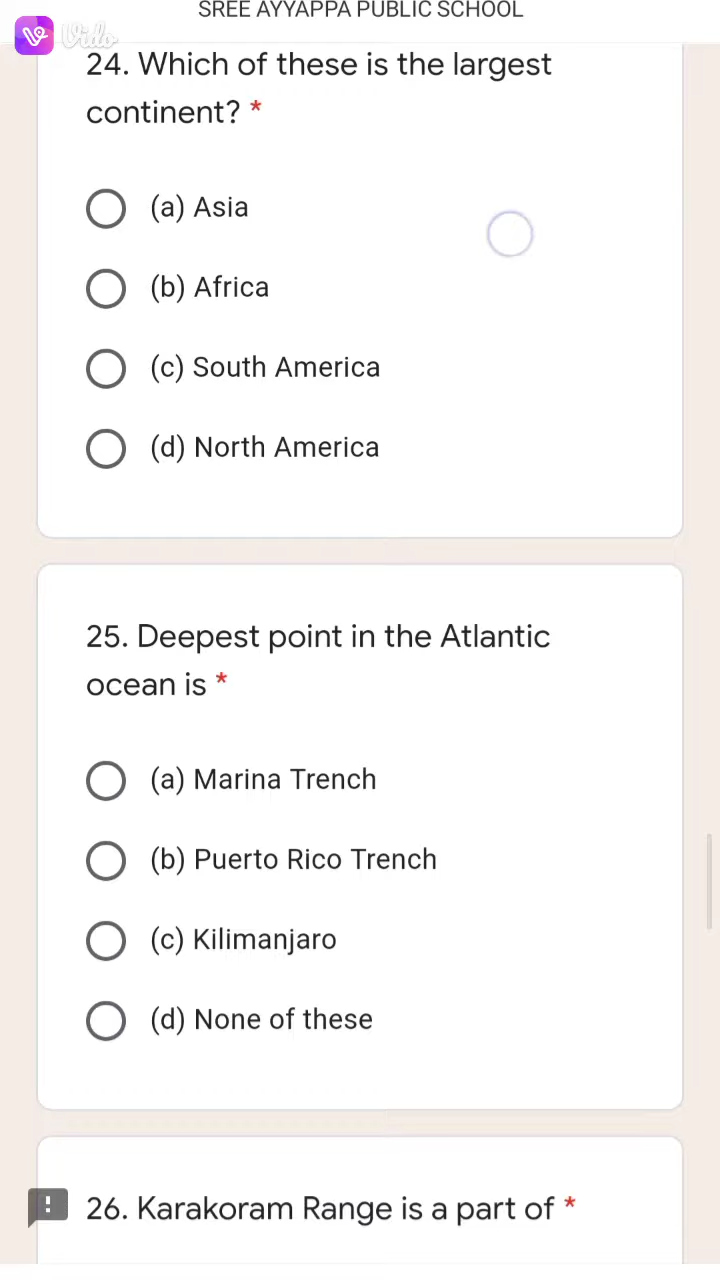 SREE AYYAPPA PUBLIC SCHOOL
Vido
24. Which of these is the largest
continent? *
(a) Asia
(b) Africa
(c) South America
(d) North America
25. Deepest point in the Atlantic
ocean is *
(a) Marina Trench
(b) Puerto Rico Trench
(c) Kilimanjaro
(d) None of these
26. Karakoram Range is a part of *